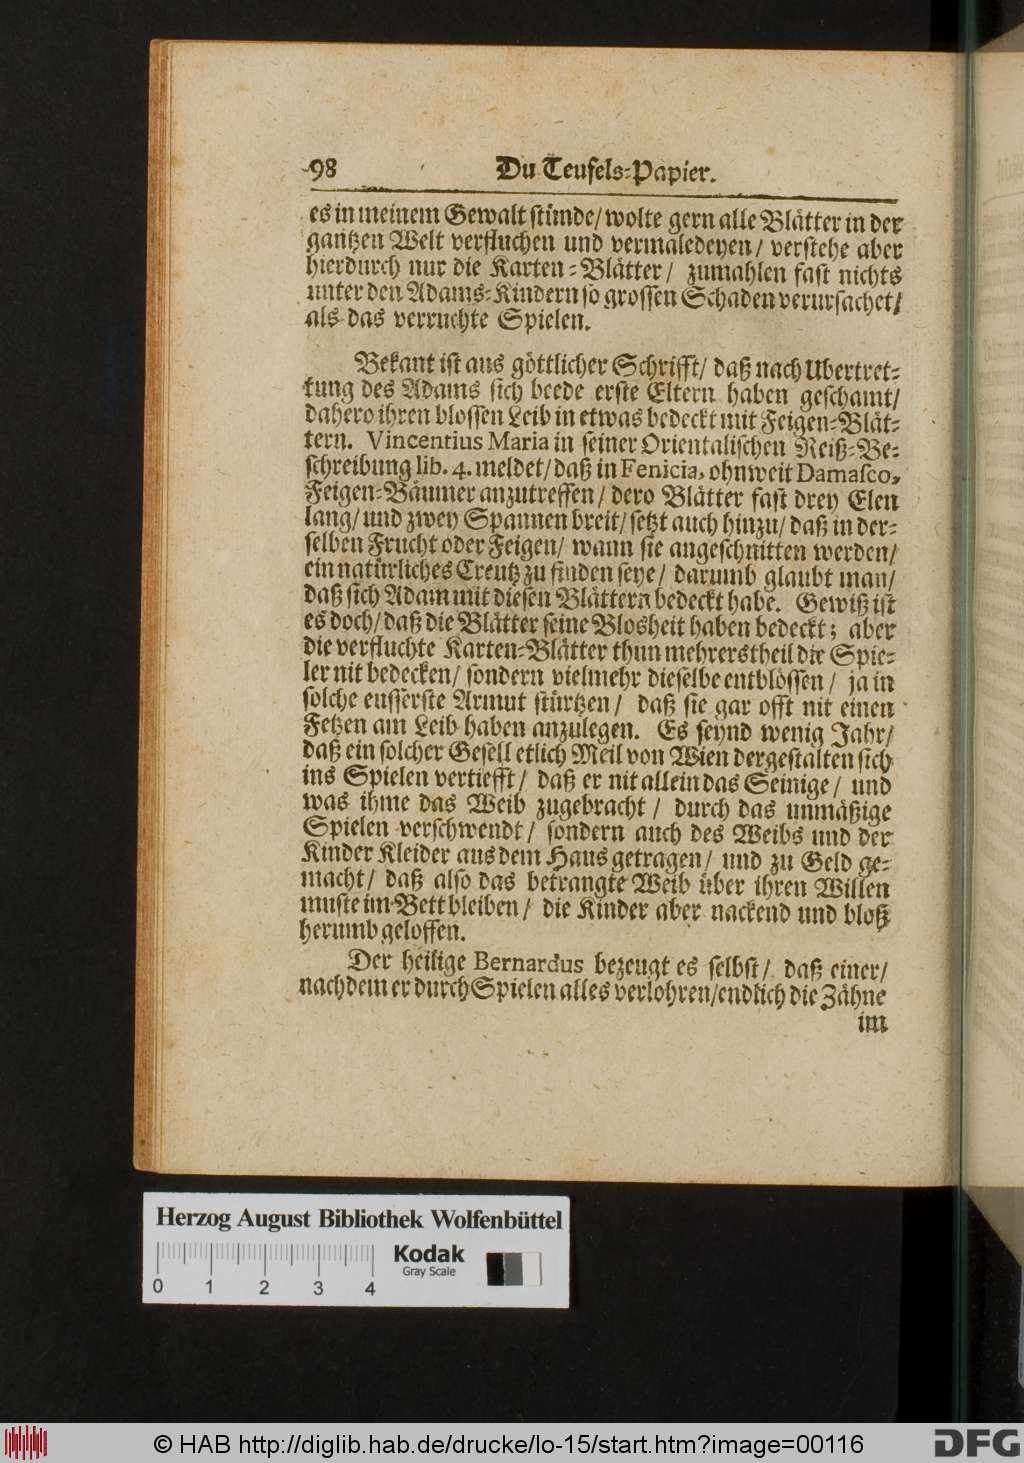 98 Du Teufels-Papier.
es in meinem Gewalt stünde/ wolte gern alle Blätter in der
gantzen Welt verfluchen und vermaledeyen/ verstehe aber
hierdurch nur die Karten-Blätter/ zumahlen fast nichts
unter den Adams-Kindern so grossen Schaden verursachet/
als das verruchte Spielen.
Bekant ist aus göttlicher Schrifft/ daß nach Ubertret-
tung des Adams sich beede erste Eltern haben geschamt/
dahero ihren blossen Leib in etwas bedeckt mit Feigen-Blät-
tern. Vincentius Maria in seiner Orientalischen Reiß-Be-
schreibung lib. 4. meldet/ daß in Fenicia, ohnweit Damasco,
Feigen-Bäumer anzutreffen/ dero Blätter fast drey Elen
lang/ und zwey Spannen breit/ setzt auch hinzu/ daß in der-
selben Frucht oder Feigen/ wann sie angeschnitten werden/
ein natürliches Creutz zu finden seye/ darumb glaubt man/
daß sich Adam mit diesen Blättern bedeckt habe. Gewiß ist
es doch/ daß die Blätter seine Blosheit haben bedeckt; aber
die verfluchte Karten-Blätter thun mehrerstheil die Spie-
ler nit bedecken/ sondern vielmehr dieselbe entblössen/ ja in
solche eusserste Armut stürtzen/ daß sie gar offt nit einen
Fetzen am Leib haben anzulegen. Es seynd wenig Jahr/
daß ein solcher Gesell etlich Meil von Wien dergestalten sich
ins Spielen vertiefft/ daß er nit allein das Seinige/ und
was ihme das Weib zugebracht/ durch das unmäßige
Spielen verschwendt/ sondern auch des Weibs und der
Kinder Kleider aus dem Haus getragen/ und zu Geld ge-
macht/ daß also das betrangte Weib über ihren Willen
muste im Bett bleiben/ die Kinder aber nackend und bloß
herumb geloffen.
Der heilige Bernardus bezeugt es selbst/ daß einer/
nachdem er durch Spielen alles verlohren/ endlich die Zähne
im
Herzog August Bibliothek Wolfenbüttel
Kodak
Gray Scale
0 1 2 3 4
© HAB http://diglib.hab.de/drucke/lo-15/start.htm?image=00116
DFG